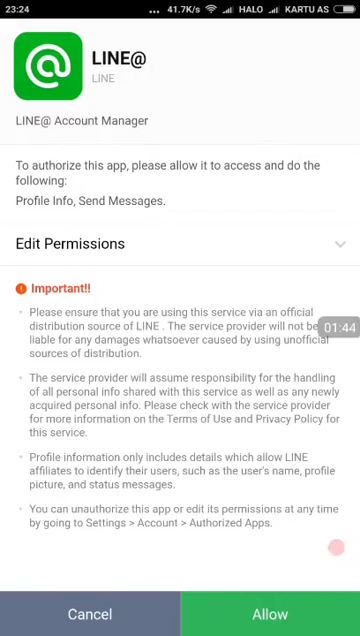 23:24 ... 41.7K/s HALO KARTU AS
LINE@
LINE
LINE@ Account Manager
To authorize this app, please allow it to access and do the
following:
Profile Info, Send Messages.
Edit Permissions
! Important!!
Please ensure that you are using this service via an official
distribution source of LINE . The service provider will not be
liable for any damages whatsoever caused by using unofficial
sources of distribution.
01:44
The service provider will assume responsibility for the handling
of all personal info shared with this service as well as any newly
acquired personal info. Please check with the service provider
for more information on the Terms of Use and Privacy Policy for
this service.
Profile information only includes details which allow LINE
affiliates to identify their users, such as the user's name, profile
picture, and status messages.
You can unauthorize this app or edit its permissions at any time
by going to Settings > Account > Authorized Apps.
Cancel
Allow